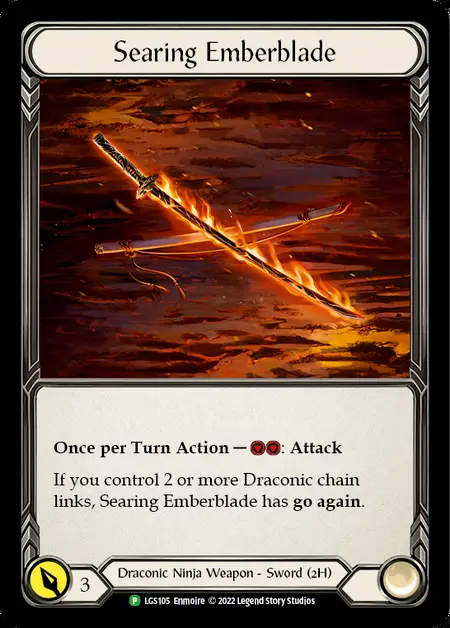 Searing Emberblade
Once per Turn Action — : Attack
If you control 2 or more Draconic chain
links, Searing Emberblade has go again.
3
Draconic Ninja Weapon - Sword (2H)
P LGS105 Enmoire © 2022 Legend Story Studios